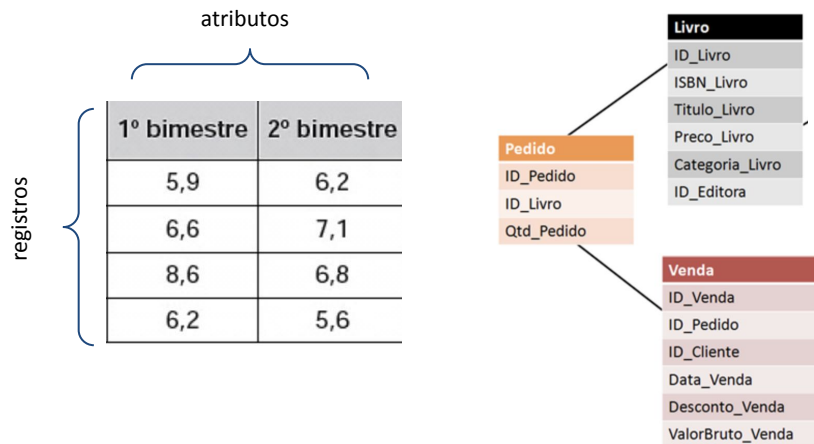 atributos
registros
1º bimestre 2º bimestre
5,9 6,2
6,6 7,1
8,6 6,8
6,2 5,6
Pedido
ID_Pedido
ID_Livro
Qtd_Pedido
Livro
ID_Livro
ISBN_Livro
Titulo_Livro
Preco_Livro
Categoria_Livro
ID_Editora
Venda
ID_Venda
ID_Pedido
ID_Cliente
Data_Venda
Desconto_Venda
ValorBruto_Venda